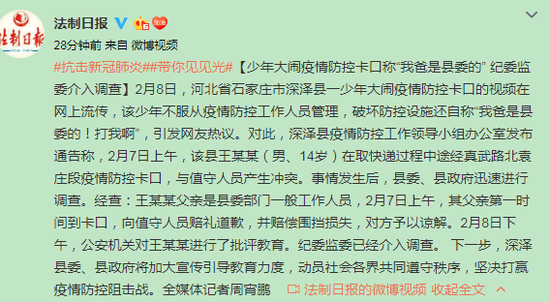 法制日报
法制日报
28分钟前 来自 微博视频
#抗击新冠肺炎##带你见见光#【少年大闹疫情防控卡口称“我爸是县委的” 纪委监
委介入调查】2月8日，河北省石家庄市深泽县一少年大闹疫情防控卡口的视频在
网上流传，该少年不服从疫情防控工作人员管理，破坏防控设施还自称“我爸是县
委的！打我啊”，引发网友热议。对此，深泽县疫情防控工作领导小组办公室发布
通告称，2月7日上午，该县王某某（男、14岁）在取快递过程中途经真武路北袁
庄段疫情防控卡口，与值守人员产生冲突。事情发生后，县委、县政府迅速进行
调查。经查：王某某父亲是县委部门一般工作人员，2月7日上午，其父亲第一时
间到卡口，向值守人员赔礼道歉，并赔偿围挡损失，对方予以谅解。2月8日下
午，公安机关对王某某进行了批评教育。纪委监委已经介入调查。 下一步，深泽
县委、县政府将加大宣传引导教育力度，动员社会各界共同遵守秩序，坚决打赢
疫情防控阻击战。全媒体记者周宵鹏 法制日报的微博视频 收起全文